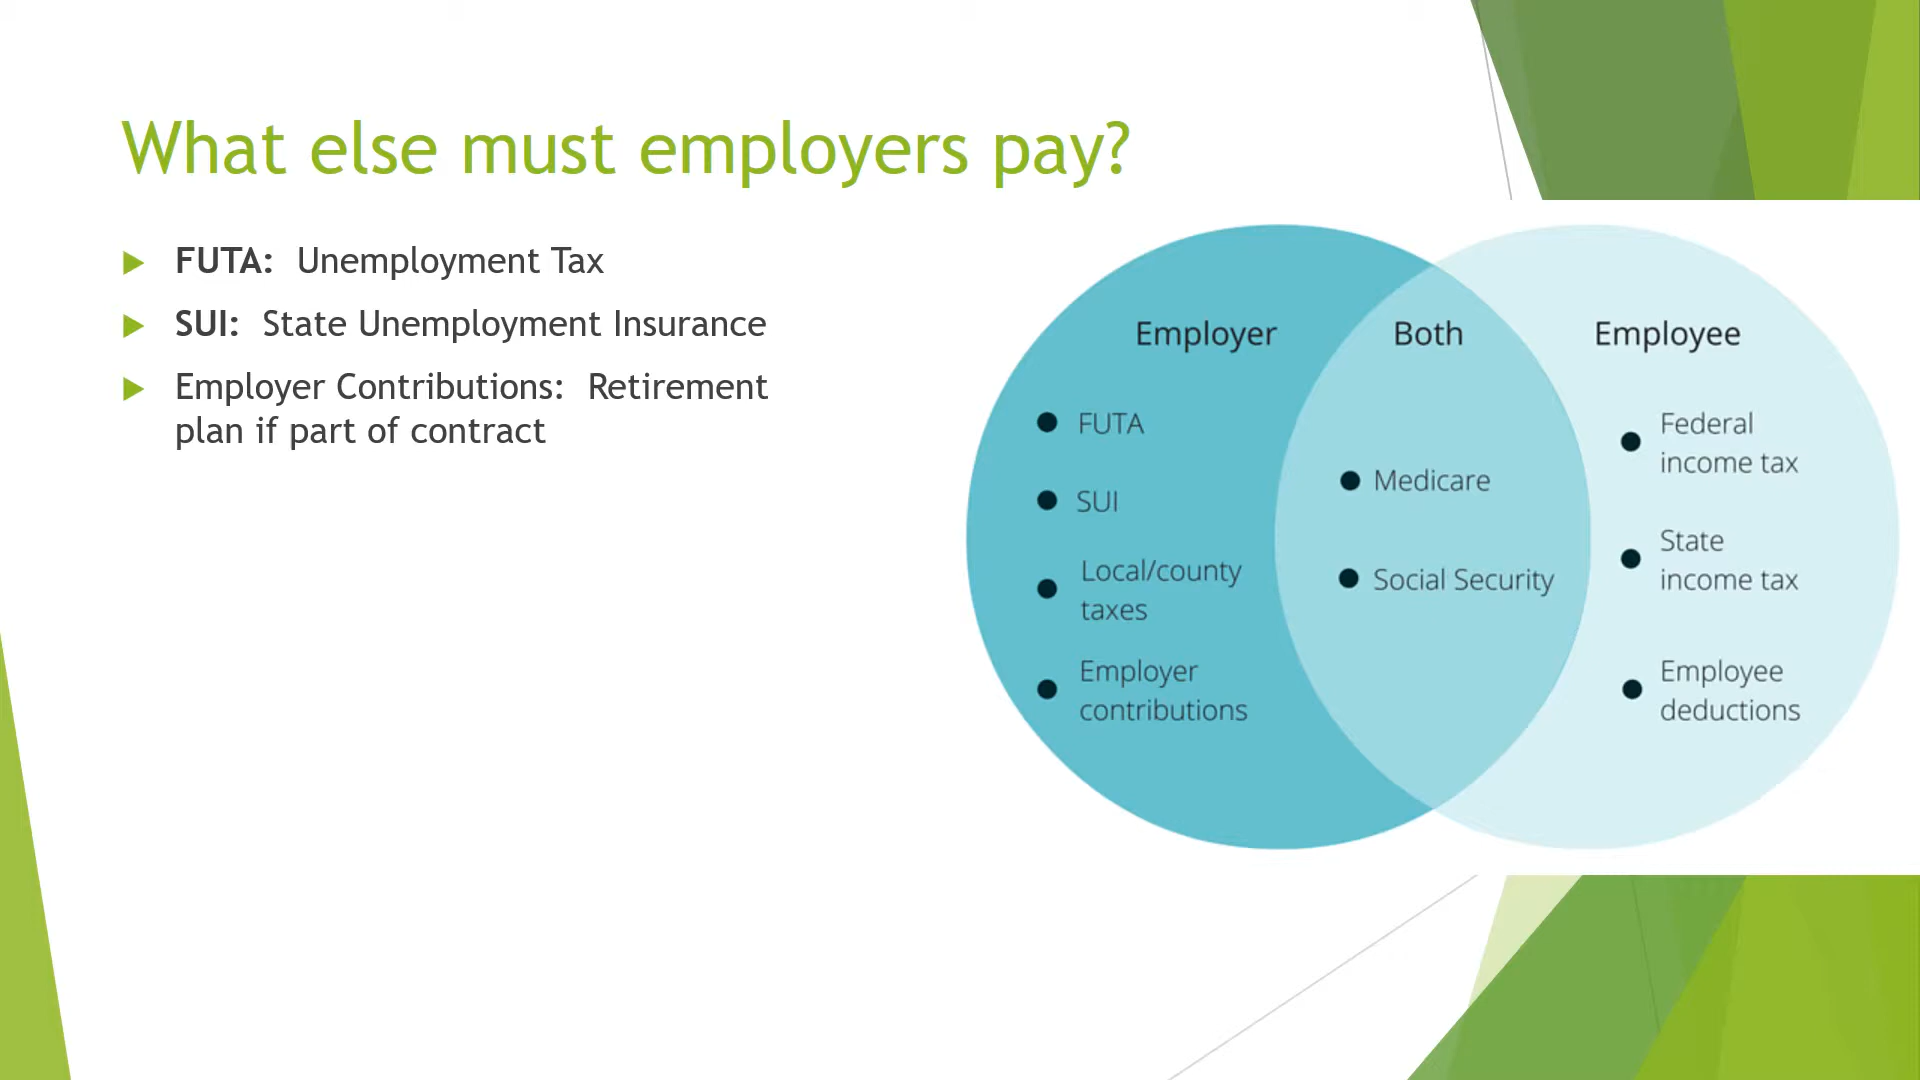 What else must employers pay?
FUTA: Unemployment Tax
SUI: State Unemployment Insurance
Employer Contributions: Retirement
plan if part of contract
Employer
FUTA
SUI
Local/county
taxes
Employer
contributions
Both
Medicare
Social Security
Employee
Federal
income tax
State
income tax
Employee
deductions